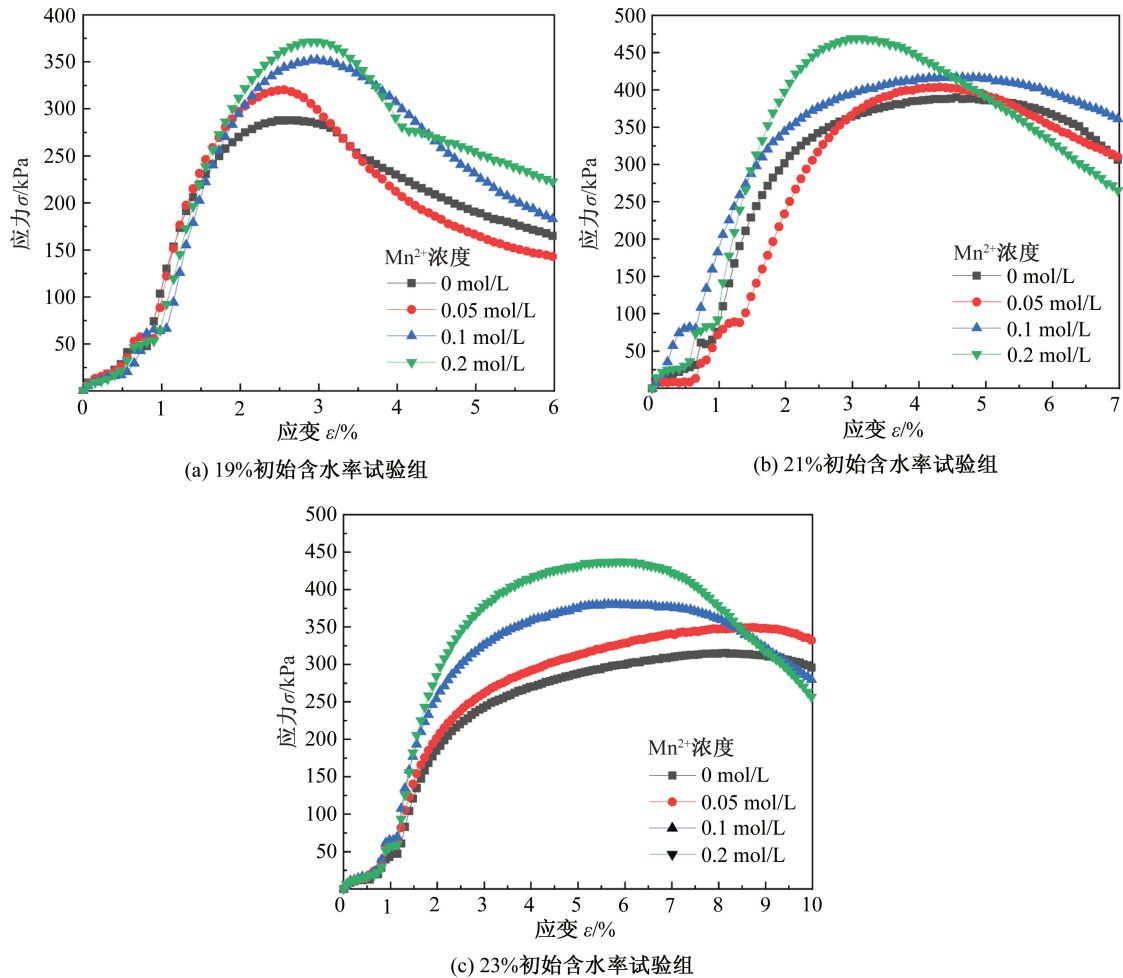 400
350
300
250
200
150
100
50
0 1 2 3 4 5 6
应力σ/kPa
应变 ε/%
Mn²⁺浓度
0 mol/L
0.05 mol/L
0.1 mol/L
0.2 mol/L
(a) 19%初始含水率试验组
500
450
400
350
300
250
200
150
100
50
0 1 2 3 4 5 6 7
应力σ/kPa
应变 ε/%
Mn²⁺浓度
0 mol/L
0.05 mol/L
0.1 mol/L
0.2 mol/L
(b) 21%初始含水率试验组
500
450
400
350
300
250
200
150
100
50
0 1 2 3 4 5 6 7 8 9 10
应力σ/kPa
应变 ε/%
Mn²⁺浓度
0 mol/L
0.05 mol/L
0.1 mol/L
0.2 mol/L
(c) 23%初始含水率试验组